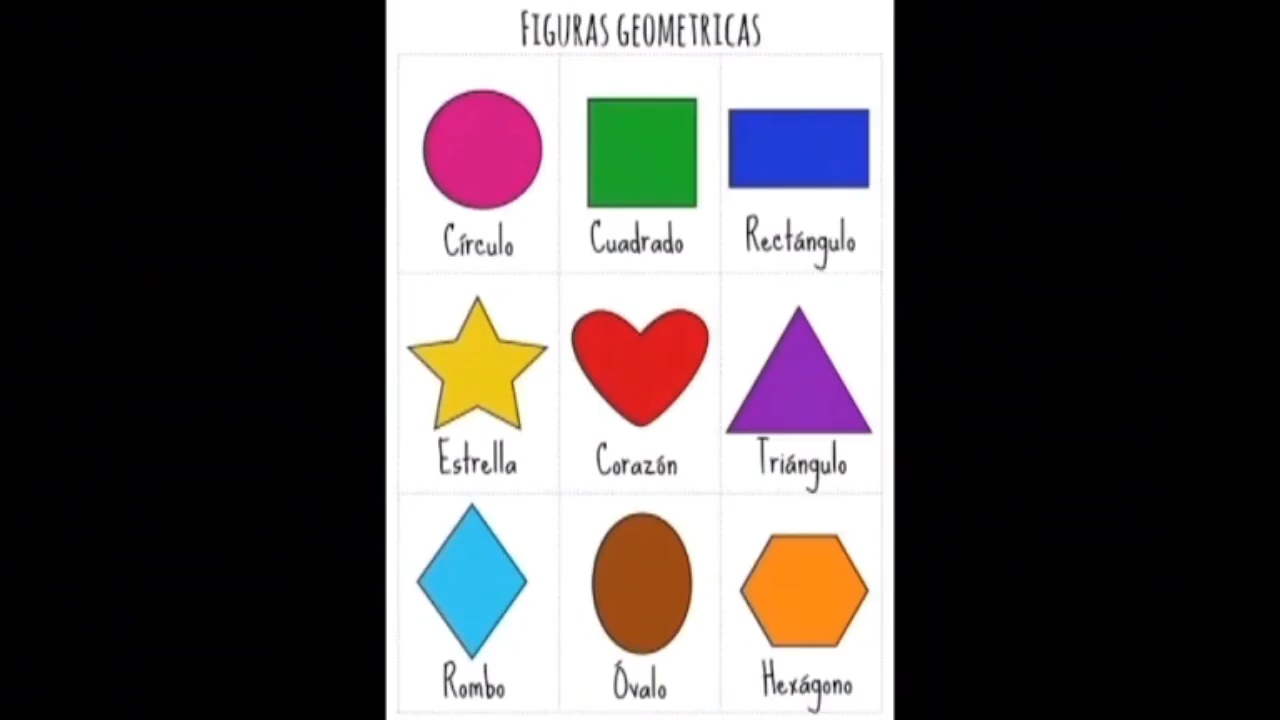 FIGURAS GEOMETRICAS
Círculo
Cuadrado
Rectángulo
Estrella
Corazón
Triángulo
Rombo
Óvalo
Hexágono